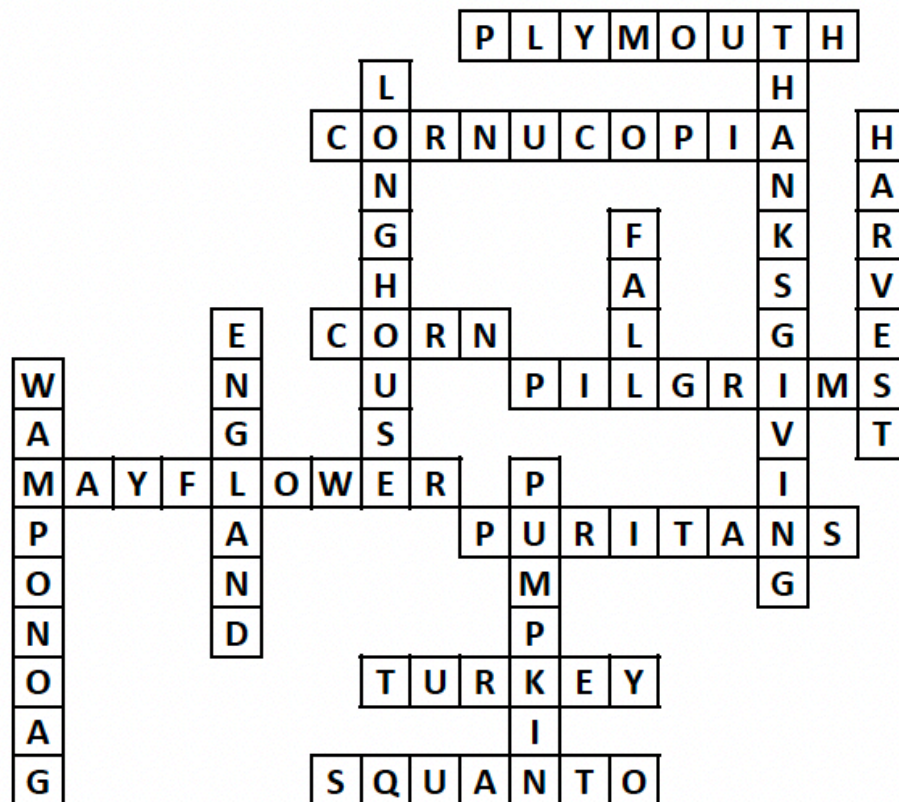 PLYMOUTH
THANKSGIVING
LONGHOUSE
CORNUCOPIA
HARVEST
FALL
ENGLAND
CORN
WAMPONOAG
PILGRIMS
MAYFLOWER
PUMPKIN
PURITANS
TURKEY
SQUANTO